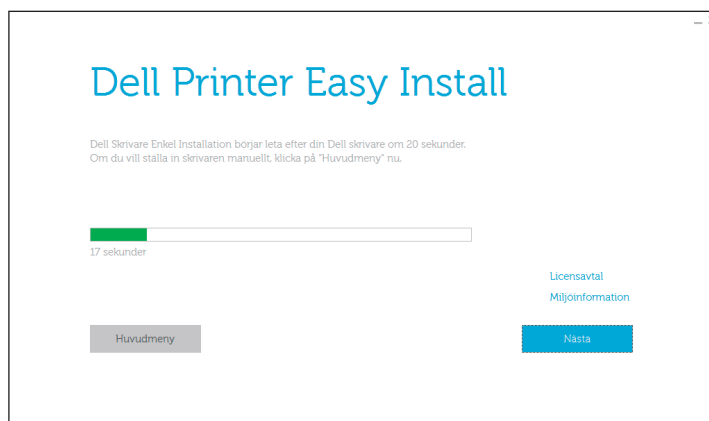 Dell Printer Easy Install
Dell Skrivare Enkel Installation börjar leta efter din Dell skrivare om 20 sekunder.
Om du vill ställa in skrivaren manuellt, klicka på "Huvudmeny" nu.
17 sekunder
Licensavtal
Miljöinformation
Huvudmeny
Nästa